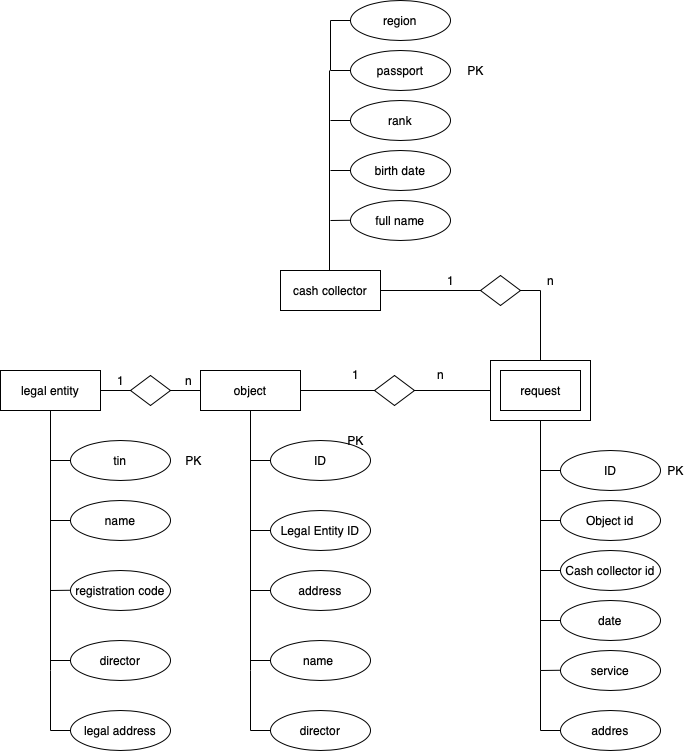 region
passport
PK
rank
birth date
full name
cash collector
1
n
legal entity
1
n
object
1
n
request
tin
PK
name
registration code
director
legal address
PK
ID
Legal Entity ID
address
name
director
ID
PK
Object id
Cash collector id
date
service
addres